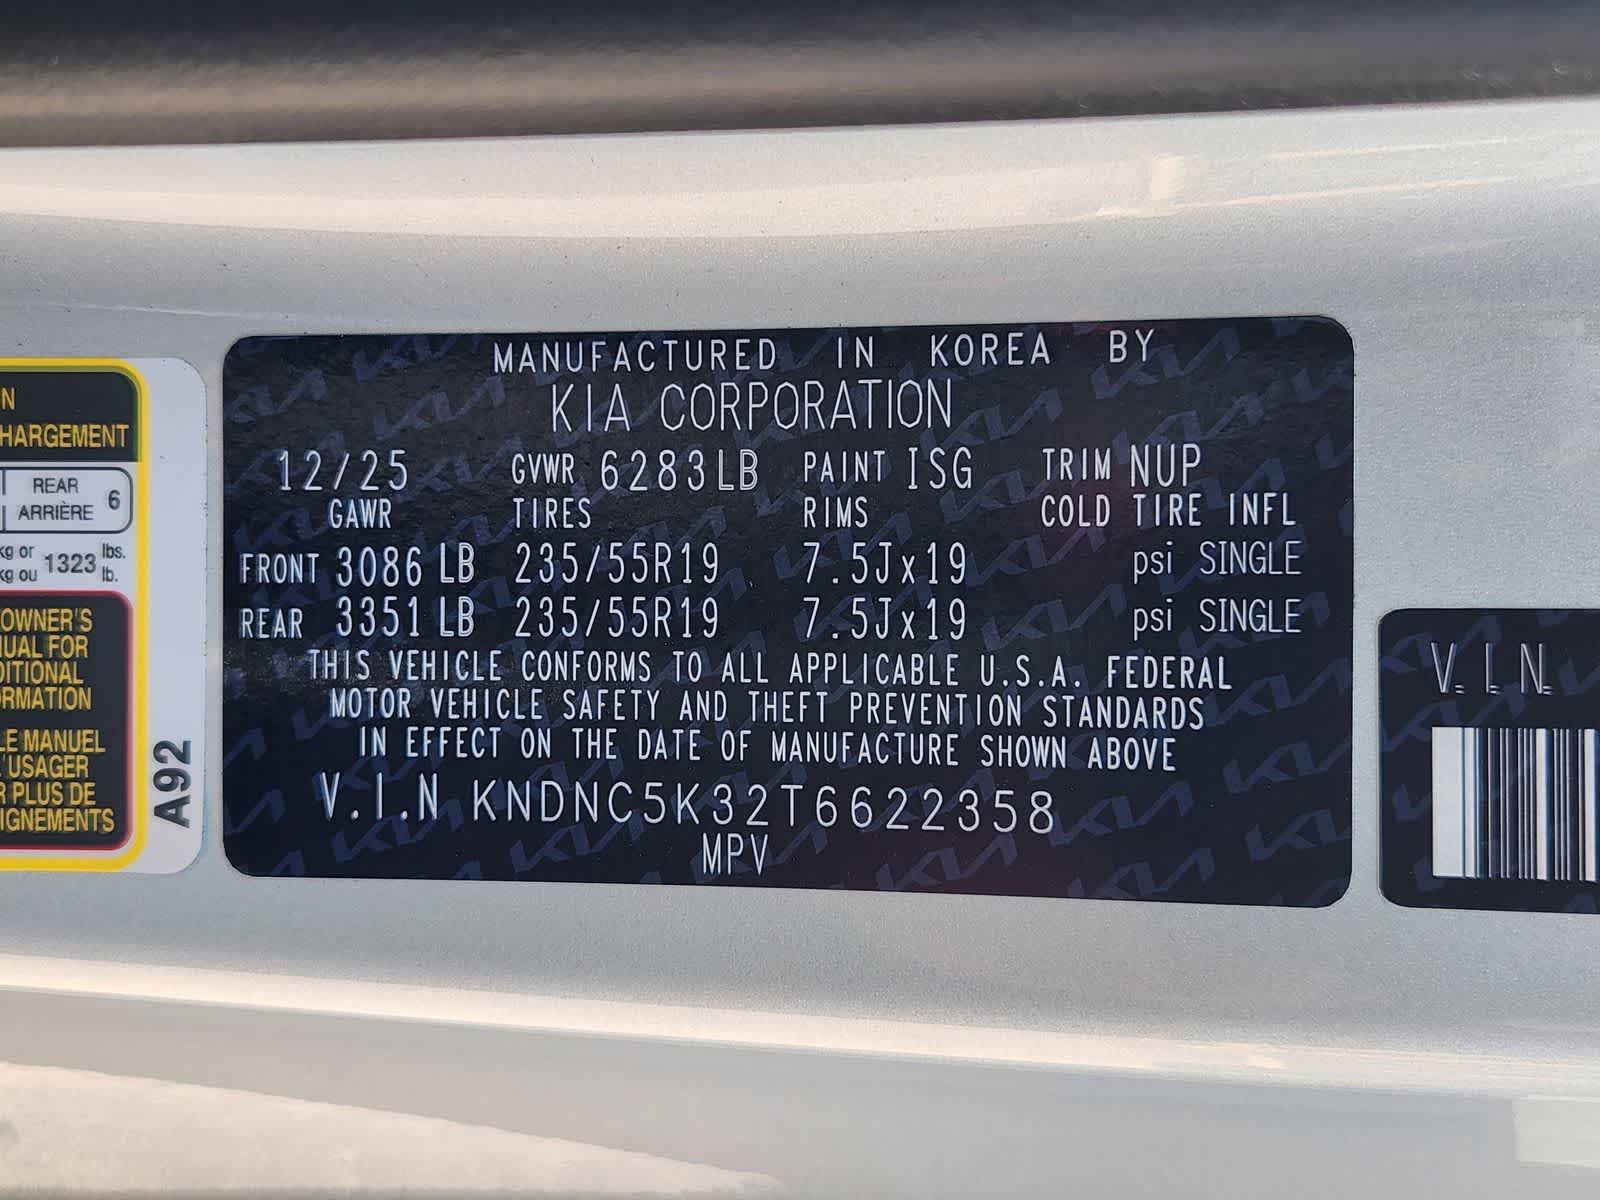 MANUFACTURED IN KOREA BY
KIA CORPORATION
12/25 GVWR 6283LB PAINT ISG TRIM NUP
GAWR TIRES RIMS COLD TIRE INFL
FRONT 3086 LB 235/55R19 7.5Jx19 psi SINGLE
REAR 3351 LB 235/55R19 7.5Jx19 psi SINGLE
THIS VEHICLE CONFORMS TO ALL APPLICABLE U.S.A. FEDERAL
MOTOR VEHICLE SAFETY AND THEFT PREVENTION STANDARDS
IN EFFECT ON THE DATE OF MANUFACTURE SHOWN ABOVE
V.I.N KNDNC5K32T6622358
MPV
N
HARGEMENT
REAR
ARRIÈRE 6
kg or 1323 lbs.
kg ou lb.
OWNER'S
UAL FOR
DITIONAL
ORMATION
LE MANUEL
L'USAGER
R PLUS DE
IGNEMENTS
A92
V.I.N.